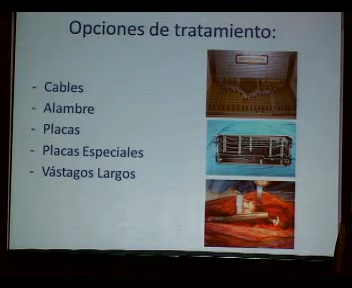 Opciones de tratamiento:
- Cables
- Alambre
- Placas
- Placas Especiales
- Vástagos Largos